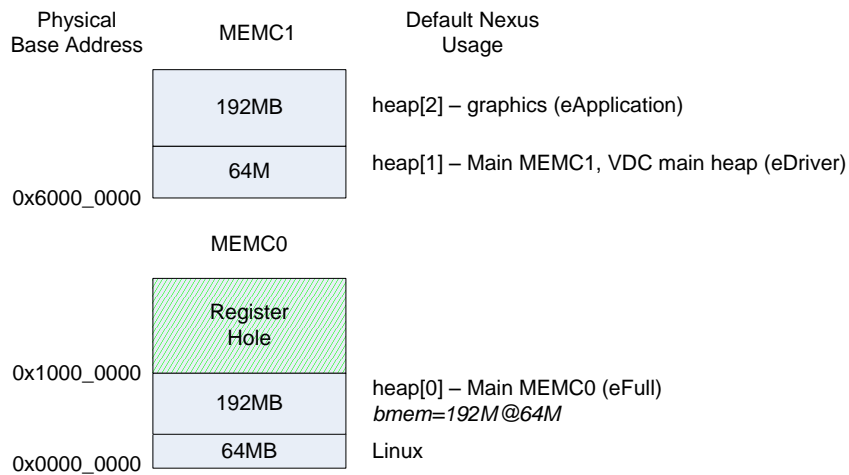 Physical
Base Address
MEMC1
Default Nexus
Usage
192MB
heap[2] – graphics (eApplication)
64M
heap[1] – Main MEMC1, VDC main heap (eDriver)
0x6000_0000
MEMC0
Register
Hole
0x1000_0000
192MB
heap[0] – Main MEMC0 (eFull)
bmem=192M@64M
64MB
Linux
0x0000_0000